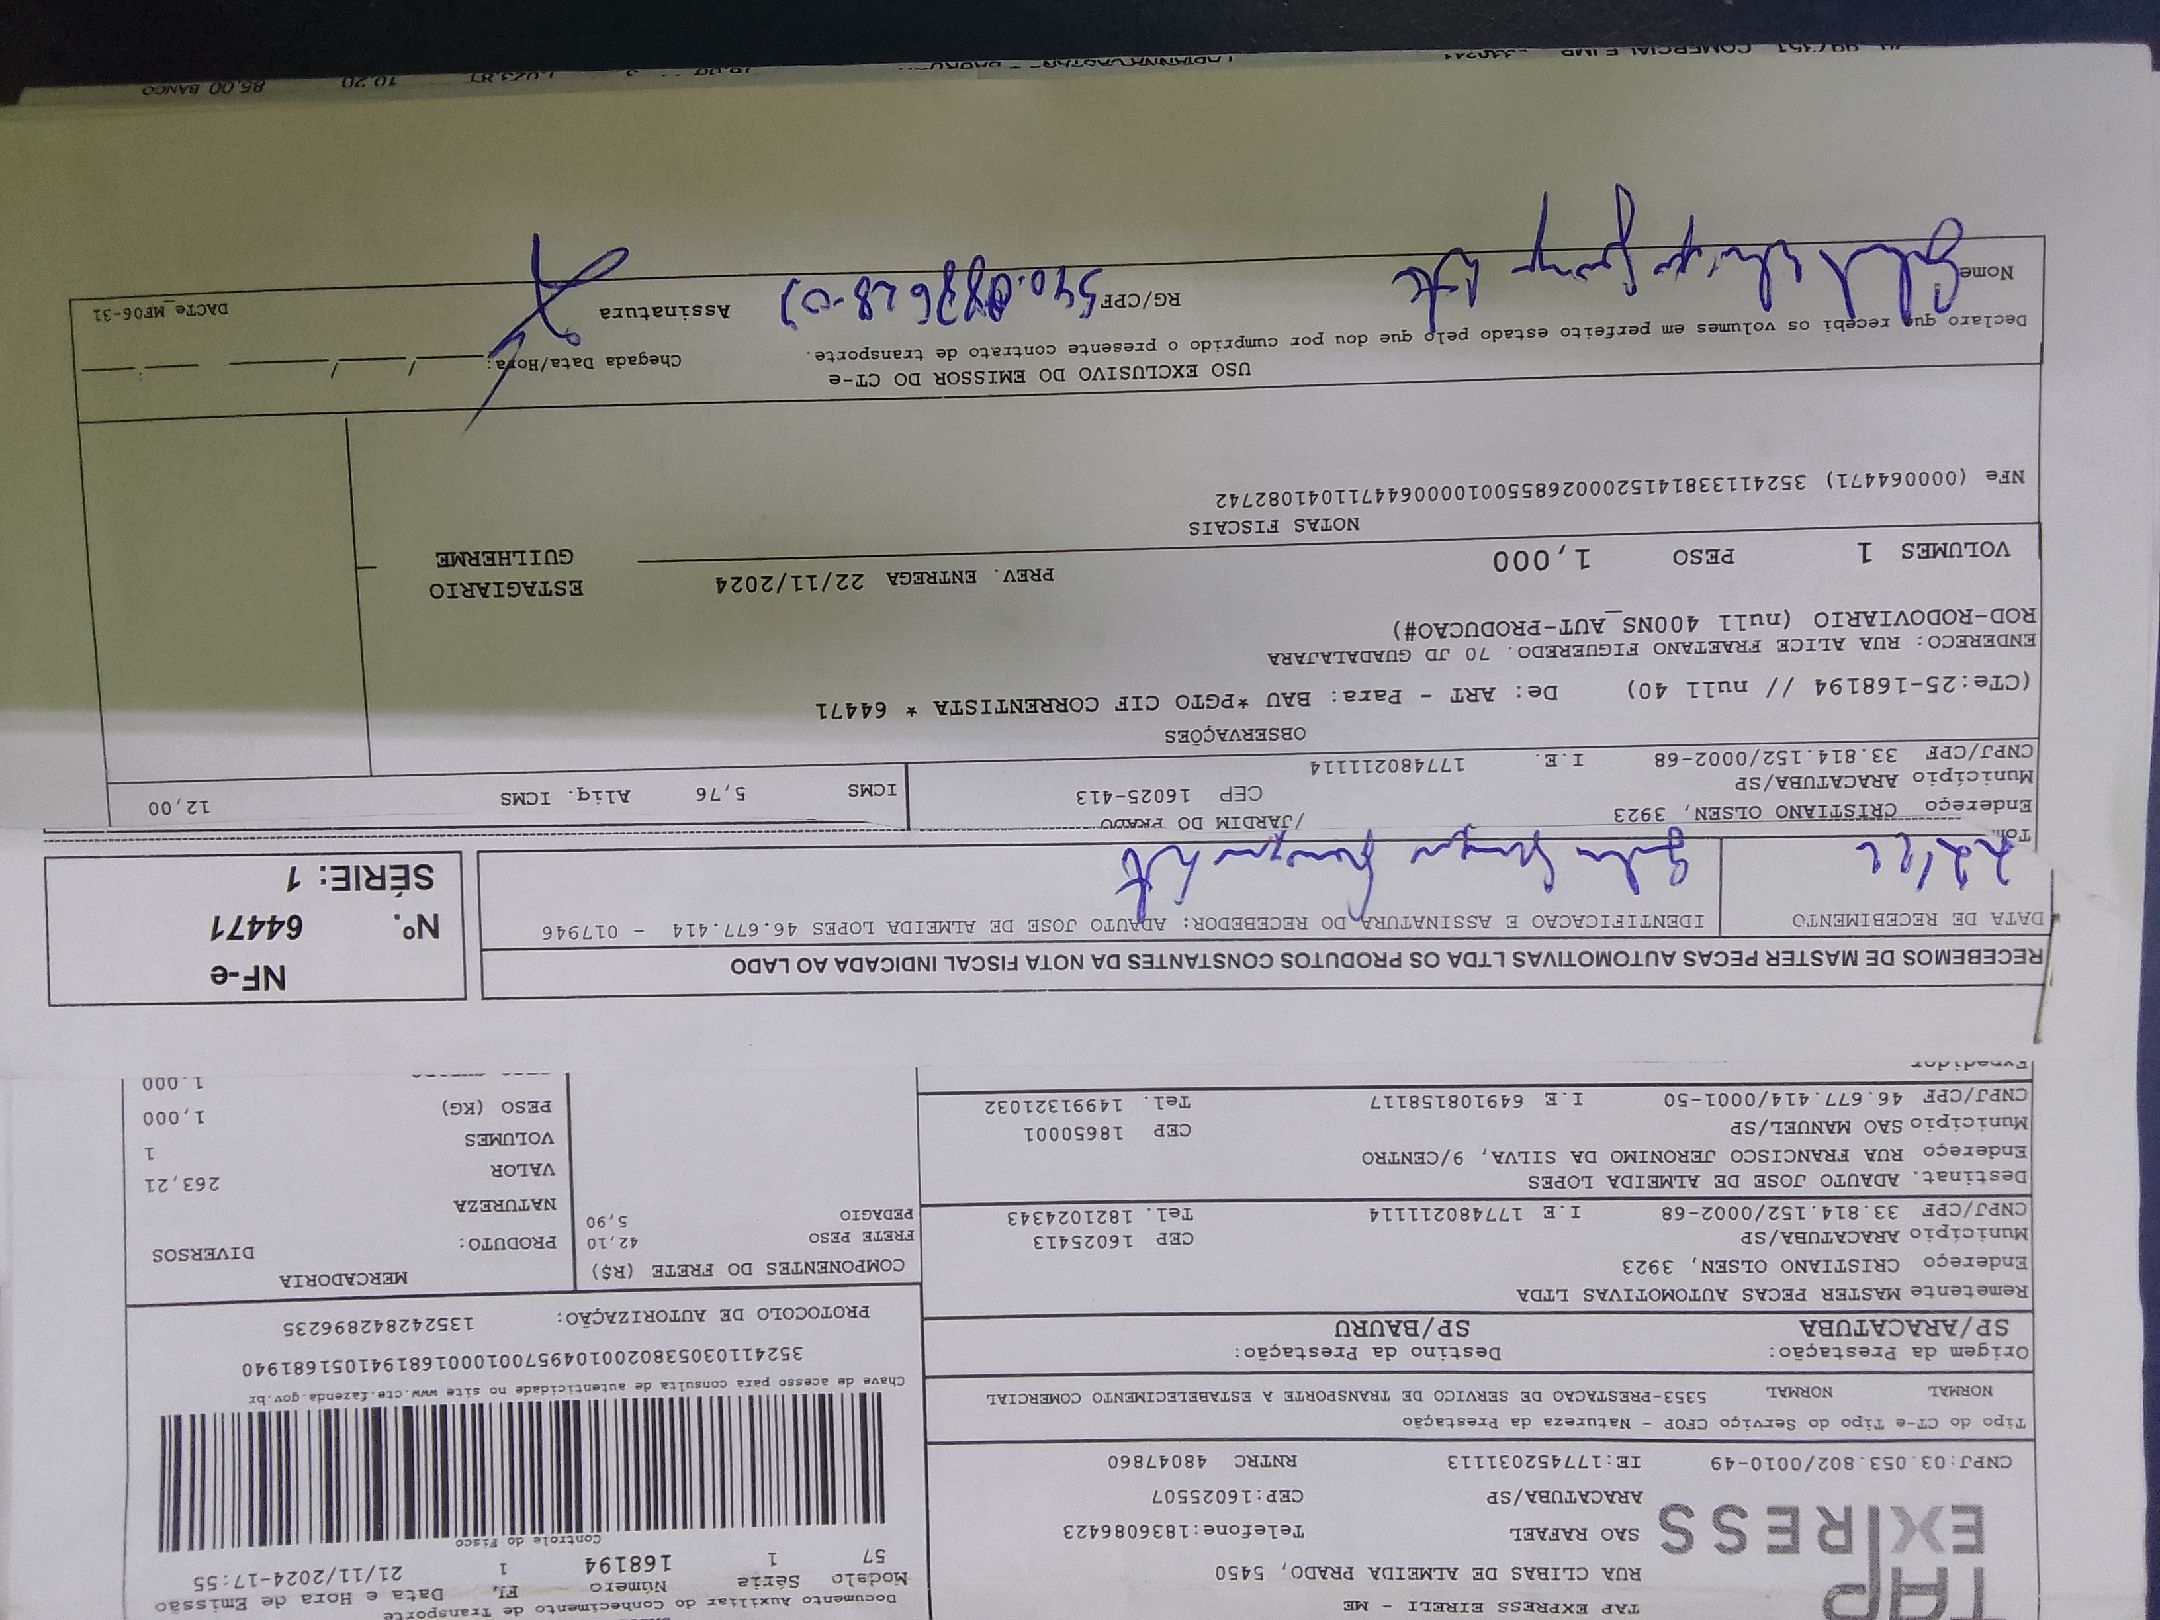 TAP
EXPRESS
TAP EXPRESS EIRELI - ME
RUA CLIBAS DE ALMEIDA PRADO, 5450
SAO RAFAEL Telefone:1836086423
ARACATUBA/SP CEP:16025507
CNPJ:03.053.802/0010-49 IE:177452031113 RNTRC 48047860
Documento Auxiliar do Conhecimento de Transporte
Modelo Série Número FL Data e Hora de Emissão
57 1 168194 1 21/11/2024-17:55
Controle do Fisco
Chave de acesso para consulta de autenticidade no site www.cte.fazenda.gov.br
35241103053802001049570010001681941051681940
PROTOCOLO DE AUTORIZAÇÃO: 135242842896235
Tipo do CT-e Tipo do Serviço CFOP - Natureza da Prestação
NORMAL NORMAL 5353-PRESTACAO DE SERVICO DE TRANSPORTE A ESTABELECIMENTO COMERCIAL
Origem da Prestação: Destino da Prestação:
SP/ARACATUBA SP/BAURU
Remetente MASTER PECAS AUTOMOTIVAS LTDA
Endereço CRISTIANO OLSEN, 3923
Município ARACATUBA/SP CEP 16025413
CNPJ/CPF 33.814.152/0002-68 I.E 177480211114 Tel. 1821024343
Destinat. ADAUTO JOSE DE ALMEIDA LOPES
Endereço RUA FRANCISCO JERONIMO DA SILVA, 9/CENTRO
Município SAO MANUEL/SP CEP 18650001
CNPJ/CPF 46.677.414/0001-50 I.E 649108158117 Tel. 14991321032
Expedidor
COMPONENTES DO FRETE (R$)
FRETE PESO 42,10
PEDAGIO 5,90
MERCADORIA
PRODUTO: DIVERSOS
NATUREZA
VALOR 263,21
VOLUMES 1
PESO (KG) 1,000
1.000
RECEBEMOS DE MASTER PECAS AUTOMOTIVAS LTDA OS PRODUTOS CONSTANTES DA NOTA FISCAL INDICADA AO LADO
DATA DE RECEBIMENTO IDENTIFICACAO E ASSINATURA DO RECEBEDOR: ADAUTO JOSE DE ALMEIDA LOPES 46.677.414 - 017946
NF-e
Nº. 64471
SÉRIE: 1
Tom.
/JARDIM DO PRADO
Endereço CRISTIANO OLSEN, 3923
Município ARACATUBA/SP CEP 16025-413
CNPJ/CPF 33.814.152/0002-68 I.E. 177480211114
ICMS 5,76 Aliq. ICMS 12,00
OBSERVAÇÕES
(CTe:25-168194 // null 40) De: ART - Para: BAU *PGTO CIF CORRENTISTA * 64471
ENDERECO: RUA ALICE FRAETANO FIGUEREDO. 70 JD GUADALAJARA
ROD-RODOVIARIO (null 400NS_AUT-PRODUCAO#)
VOLUMES 1 PESO 1,000 PREV. ENTREGA 22/11/2024
ESTAGIARIO
GUILHERME
NOTAS FISCAIS
NFe (000064471) 35241133814152000268550010000644711041082742
USO EXCLUSIVO DO EMISSOR DO CT-e
Declaro que recebi os volumes em perfeito estado pelo que dou por cumprido o presente contrato de transporte.
Chegada Data/Hora: / / :
Nome RG/CPF Assinatura
DACTe_MF06-31
COMERCIAL E IMP
10,20 85,00 BANCO